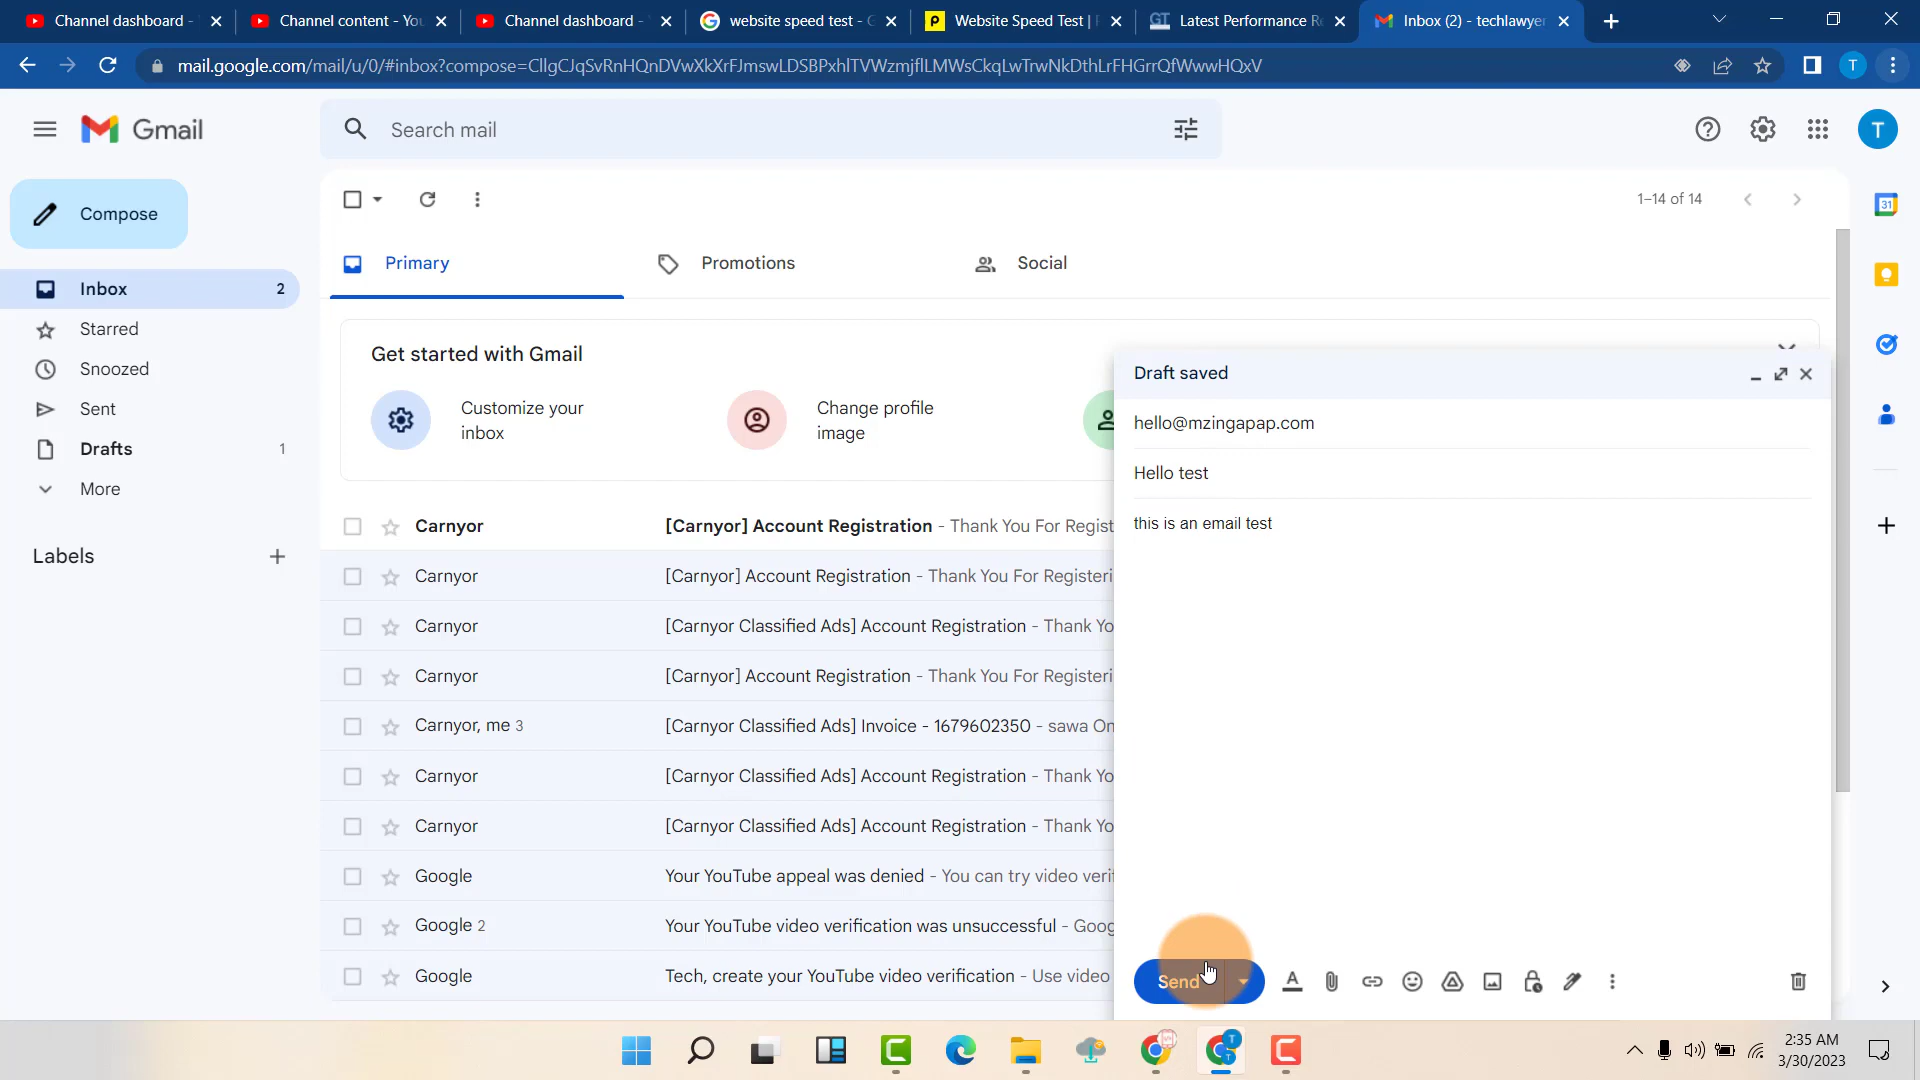 Channel dashboard -
Channel content - You
Channel dashboard -
website speed test - G
Website Speed Test | P
Latest Performance Re
Inbox (2) - techlawyer
mail.google.com/mail/u/0/#inbox?compose=CllgCJqSvRnHQnDVwXkXrFJmswLDSBPxhlTVWzmjflLMWsCkqLwTrwNkDthLrFHGrrQfWwwHQxV
T
Gmail
Search mail
T
Compose
1–14 of 14
31
Primary
Promotions
Social
Inbox 2
Starred
Snoozed
Sent
Drafts 1
More
Labels
Get started with Gmail
Customize your
inbox
Change profile
image
Draft saved
hello@mzingapap.com
Hello test
this is an email test
Carnyor [Carnyor] Account Registration - Thank You For Regist
Carnyor [Carnyor] Account Registration - Thank You For Registeri
Carnyor [Carnyor Classified Ads] Account Registration - Thank Yo
Carnyor [Carnyor] Account Registration - Thank You For Registeri
Carnyor, me 3 [Carnyor Classified Ads] Invoice - 1679602350 - sawa On
Carnyor [Carnyor Classified Ads] Account Registration - Thank Yo
Carnyor [Carnyor Classified Ads] Account Registration - Thank Yo
Google Your YouTube appeal was denied - You can try video verif
Google 2 Your YouTube video verification was unsuccessful - Goog
Google Tech, create your YouTube video verification - Use video
Send
2:35 AM
3/30/2023